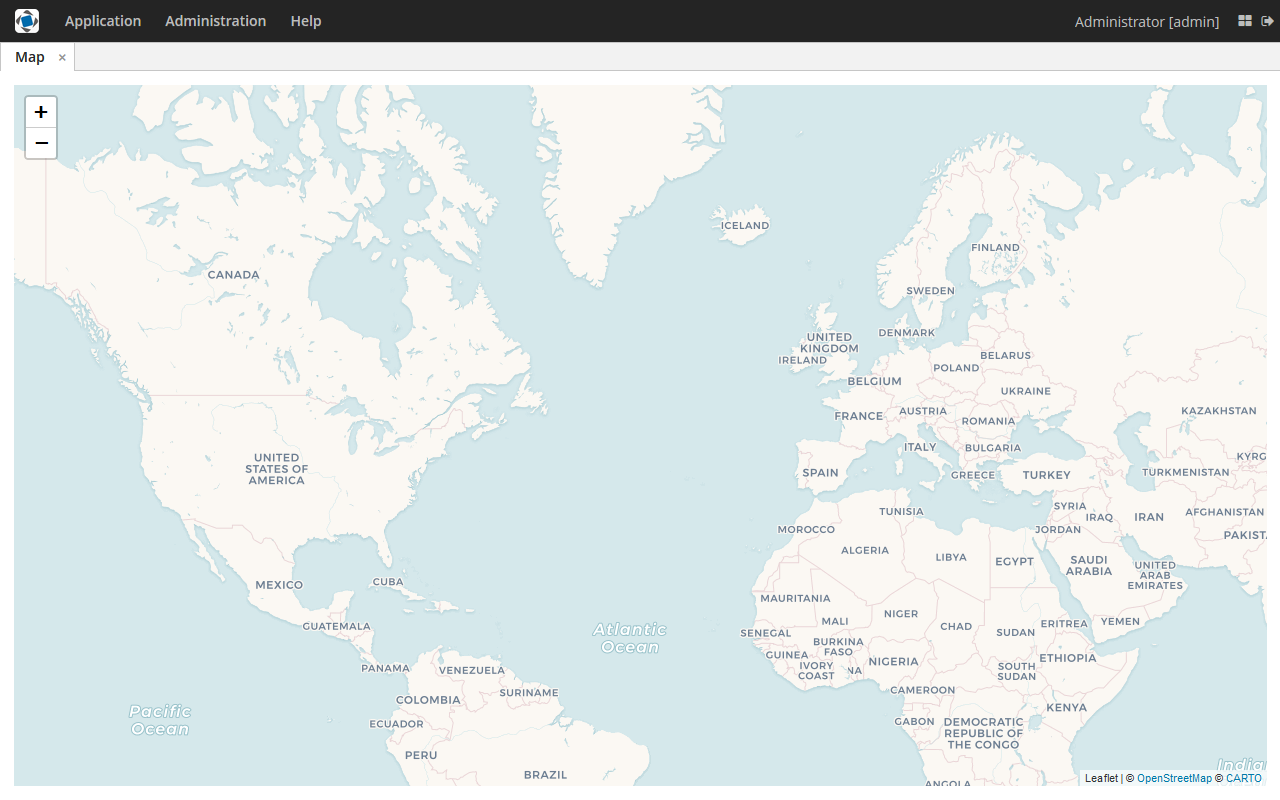 Application Administration Help Administrator [admin]
Map ×
+
−
ICELAND
FINLAND
CANADA
SWEDEN
DENMARK
UNITED
KINGDOM
IRELAND
BELARUS
POLAND
BELGIUM
UKRAINE
FRANCE
AUSTRIA
ROMANIA
KAZAKHSTAN
ITALY
BULGARIA
UNITED
STATES OF
AMERICA
SPAIN
GREECE
TURKEY
TURKMENISTAN
KYRG
TUNISIA
SYRIA
IRAQ
IRAN
AFGHANISTAN
MOROCCO
JORDAN
PAKIST
ALGERIA
LIBYA
EGYPT
SAUDI
ARABIA
UNITED
ARAB
EMIRATES
MEXICO
CUBA
MAURITANIA
MALI
NIGER
CHAD
SUDAN
ERITREA
YEMEN
GUATEMALA
Atlantic
Ocean
SENEGAL
BURKINA
FASO
GUINEA
IVORY
COAST
NA
NIGERIA
SOUTH
SUDAN
ETHIOPIA
PANAMA
VENEZUELA
COLOMBIA
SURINAME
CAMEROON
Pacific
Ocean
ECUADOR
GABON
DEMOCRATIC
REPUBLIC OF
THE CONGO
KENYA
PERU
BRAZIL
ANGOLA
India
Leaflet | © OpenStreetMap © CARTO